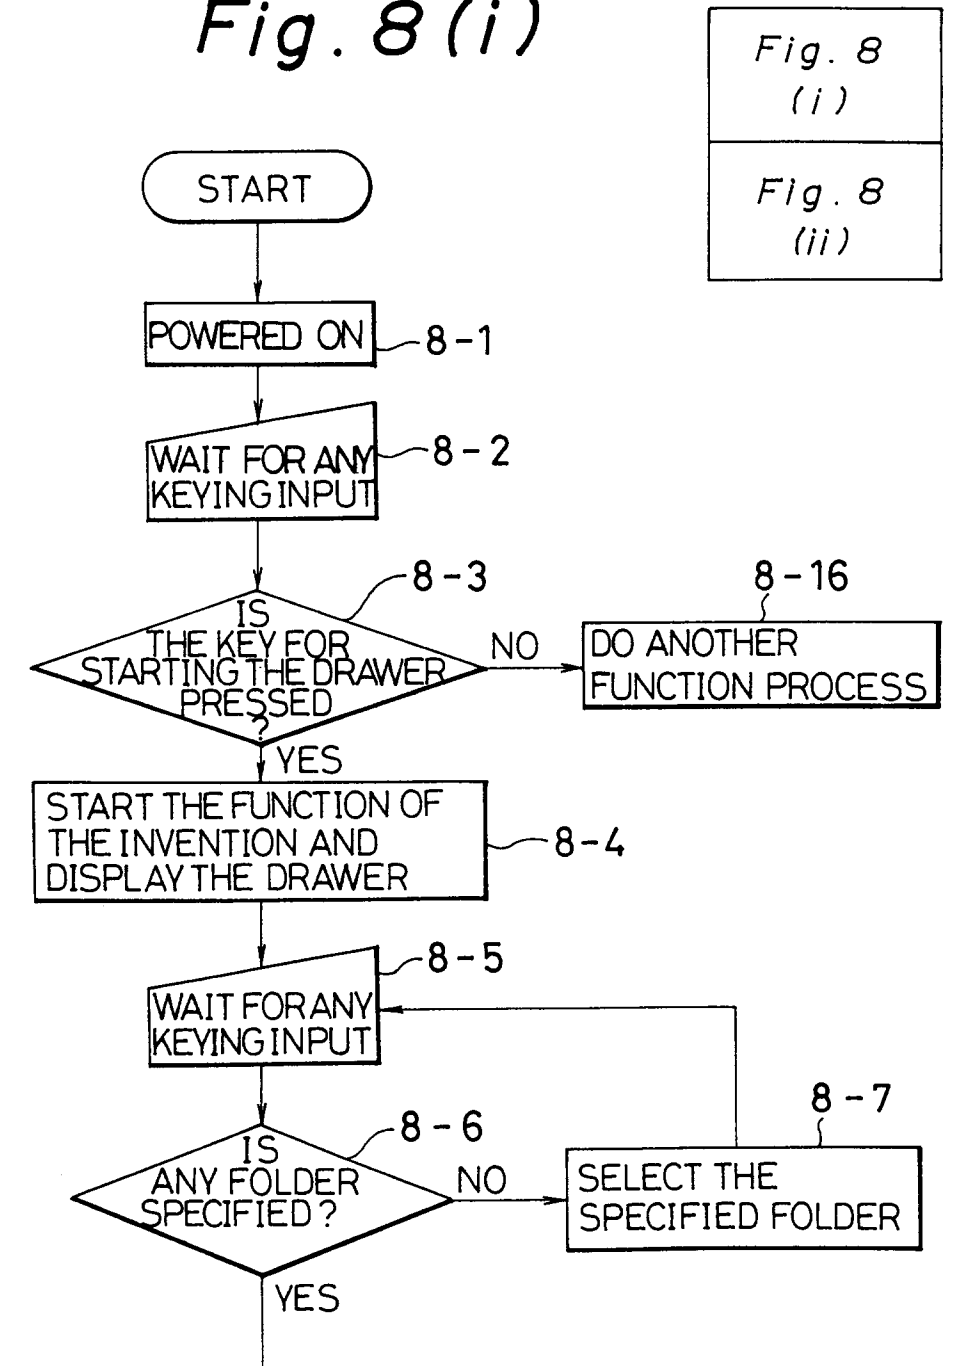 Fig. 8 (i)
Fig. 8
(i)
Fig. 8
(ii)
START
POWERED ON
8-1
WAIT FOR ANY
KEYING INPUT
8-2
IS
THE KEY FOR
STARTING THE DRAWER
PRESSED
?
8-3
NO
8-16
DO ANOTHER
FUNCTION PROCESS
YES
START THE FUNCTION OF
THE INVENTION AND
DISPLAY THE DRAWER
8-4
WAIT FOR ANY
KEYING INPUT
8-5
IS
ANY FOLDER
SPECIFIED ?
8-6
NO
8-7
SELECT THE
SPECIFIED FOLDER
YES